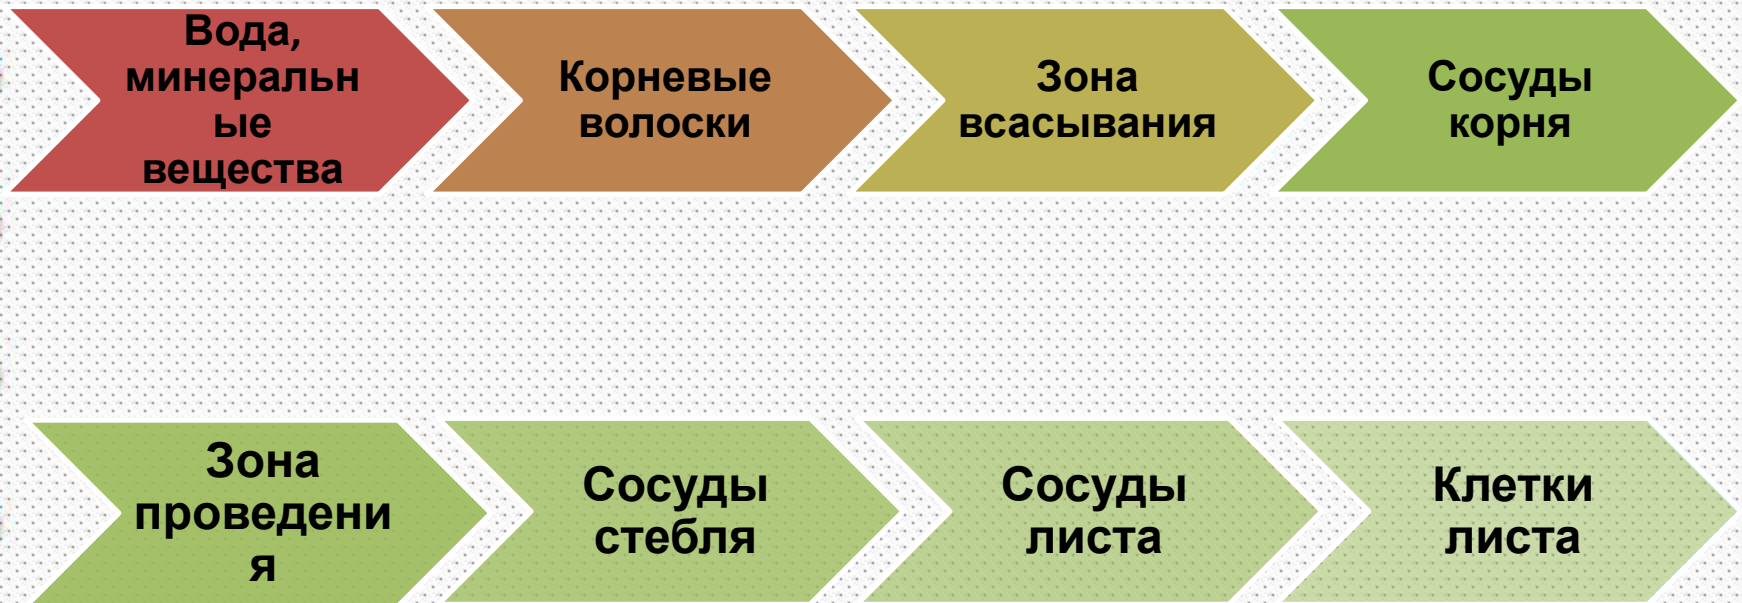 Вода,
минеральн
ые
вещества
Корневые
волоски
Зона
всасывания
Сосуды
корня
Зона
проведени
я
Сосуды
стебля
Сосуды
листа
Клетки
листа